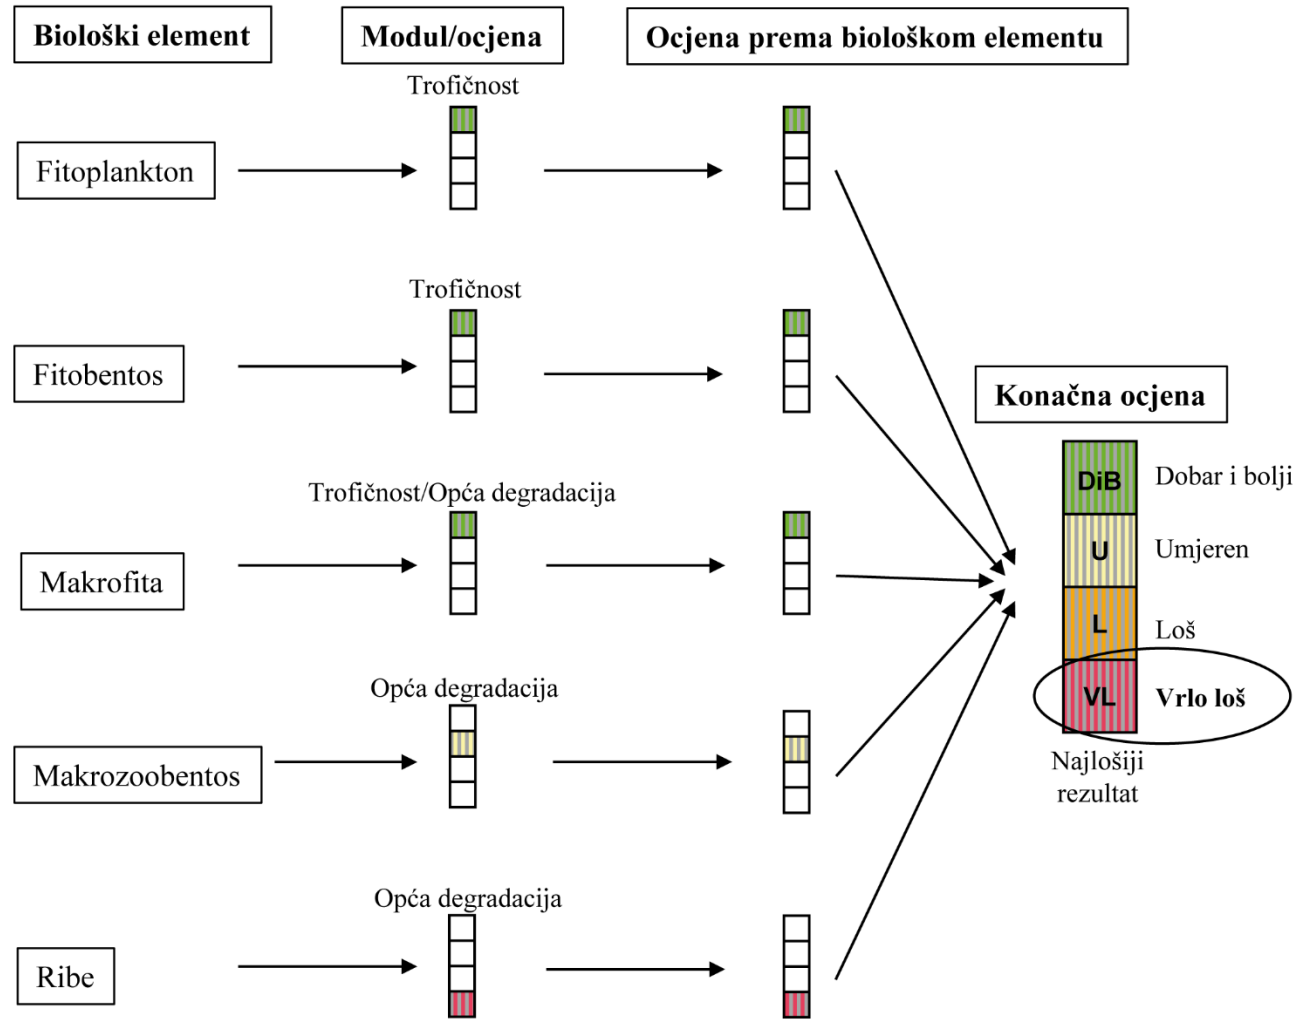 Biološki element
Modul/ocjena
Ocjena prema biološkom elementu
Trofičnost
Fitoplankton
Trofičnost
Fitobentos
Trofičnost/Opća degradacija
Makrofita
Opća degradacija
Makrozoobentos
Opća degradacija
Ribe
Konačna ocjena
DiB
Dobar i bolji
U
Umjeren
L
Loš
VL
Vrlo loš
Najlošiji
rezultat